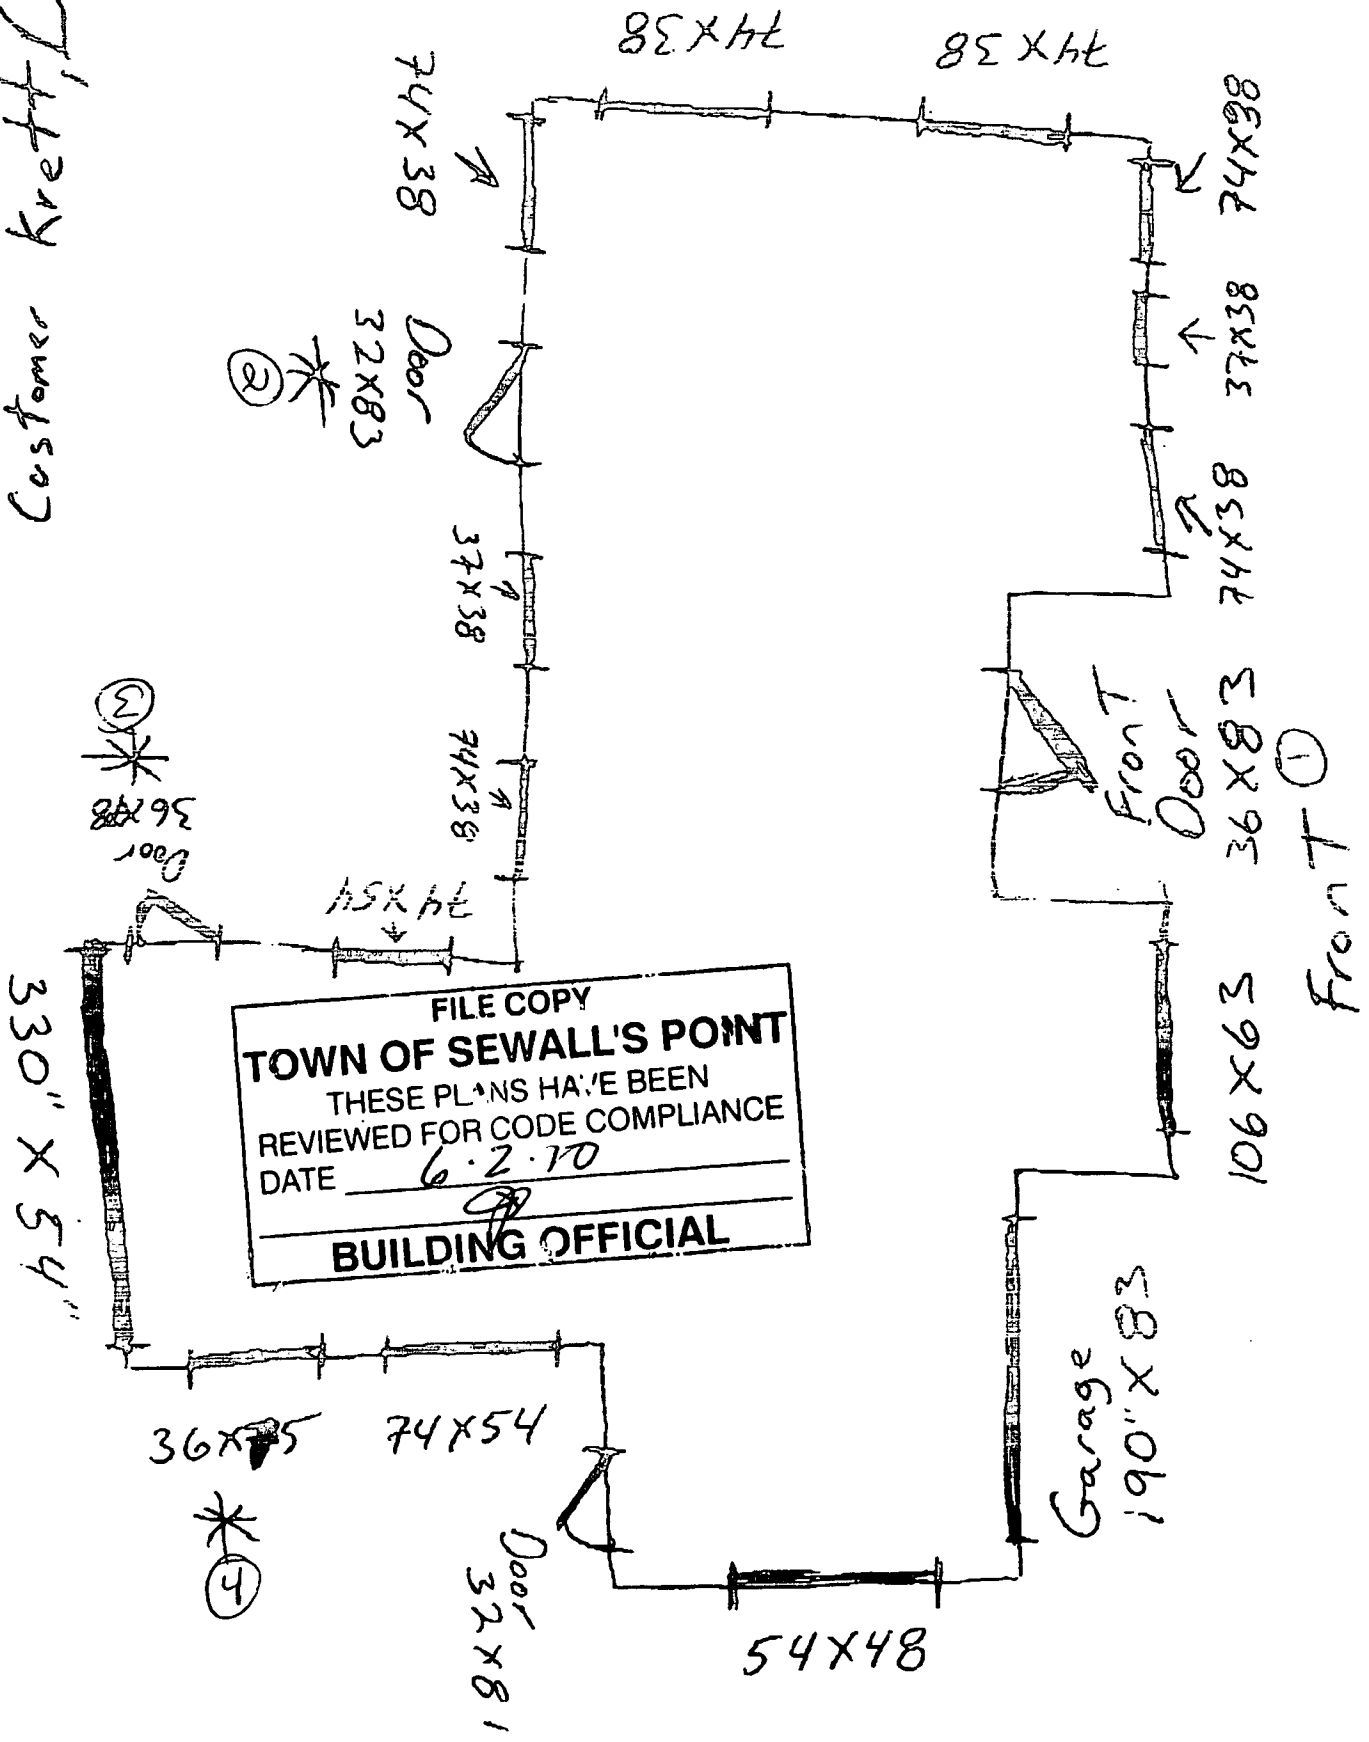 Customer Krett,
74X38
74X38
74X38
74X38
37X38
74X38
Door
32X83
2
37X38
74X38
Front
Door
36X83
Front 1
3
Door
74X54
330" X 54"
106X63
FILE COPY
TOWN OF SEWALL'S POINT
THESE PLANS HAVE BEEN
REVIEWED FOR CODE COMPLIANCE
DATE 6.2.10
BUILDING OFFICIAL
Garage
190" X 83
74X54
4
Door
32X81
54X48